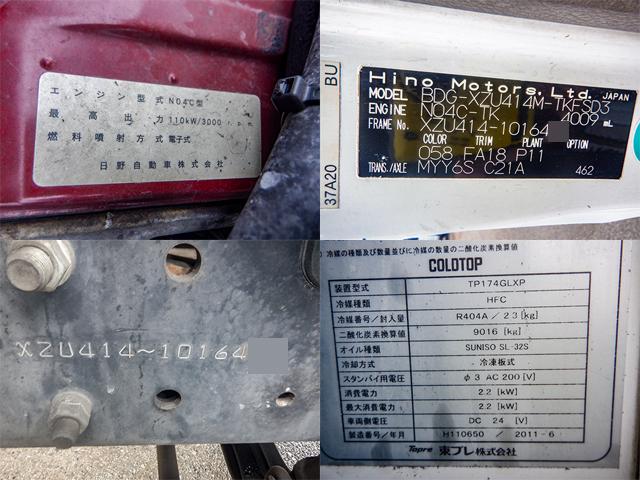 エンジン型式 N04C型
最高出力 110kW/3000 r.p.m
燃料噴射方式 電子式
日野自動車株式会社
BU
37A20
Hino Motors, Ltd. JAPAN
MODEL BDG-XZU414M-TKFSD3
ENGINE N04C-TK 4009 mL
FRAME No. XZU414-10164
COLOR TRIM PLANT OPTION
058 FA18 P11
TRANS./AXLE MYY6S C21A 462
XZU414-10164
冷媒の種類及び数量並びに冷媒の数量の二酸化炭素換算値
COLDTOP
装置型式 TP174GLXP
冷媒種類 HFC
冷媒番号/封入量 R404A / 2.3 [kg]
二酸化炭素換算値 9016 [kg]
オイル種類 SUNISO SL-32S
冷却方式 冷凍板式
スタンバイ用電圧 φ3 AC 200 [V]
消費電力 2.2 [kW]
最大消費電力 2.2 [kW]
車両側電圧 DC 24 [V]
製造番号/年月 H110650 / 2011-6
Topre 東プレ株式会社